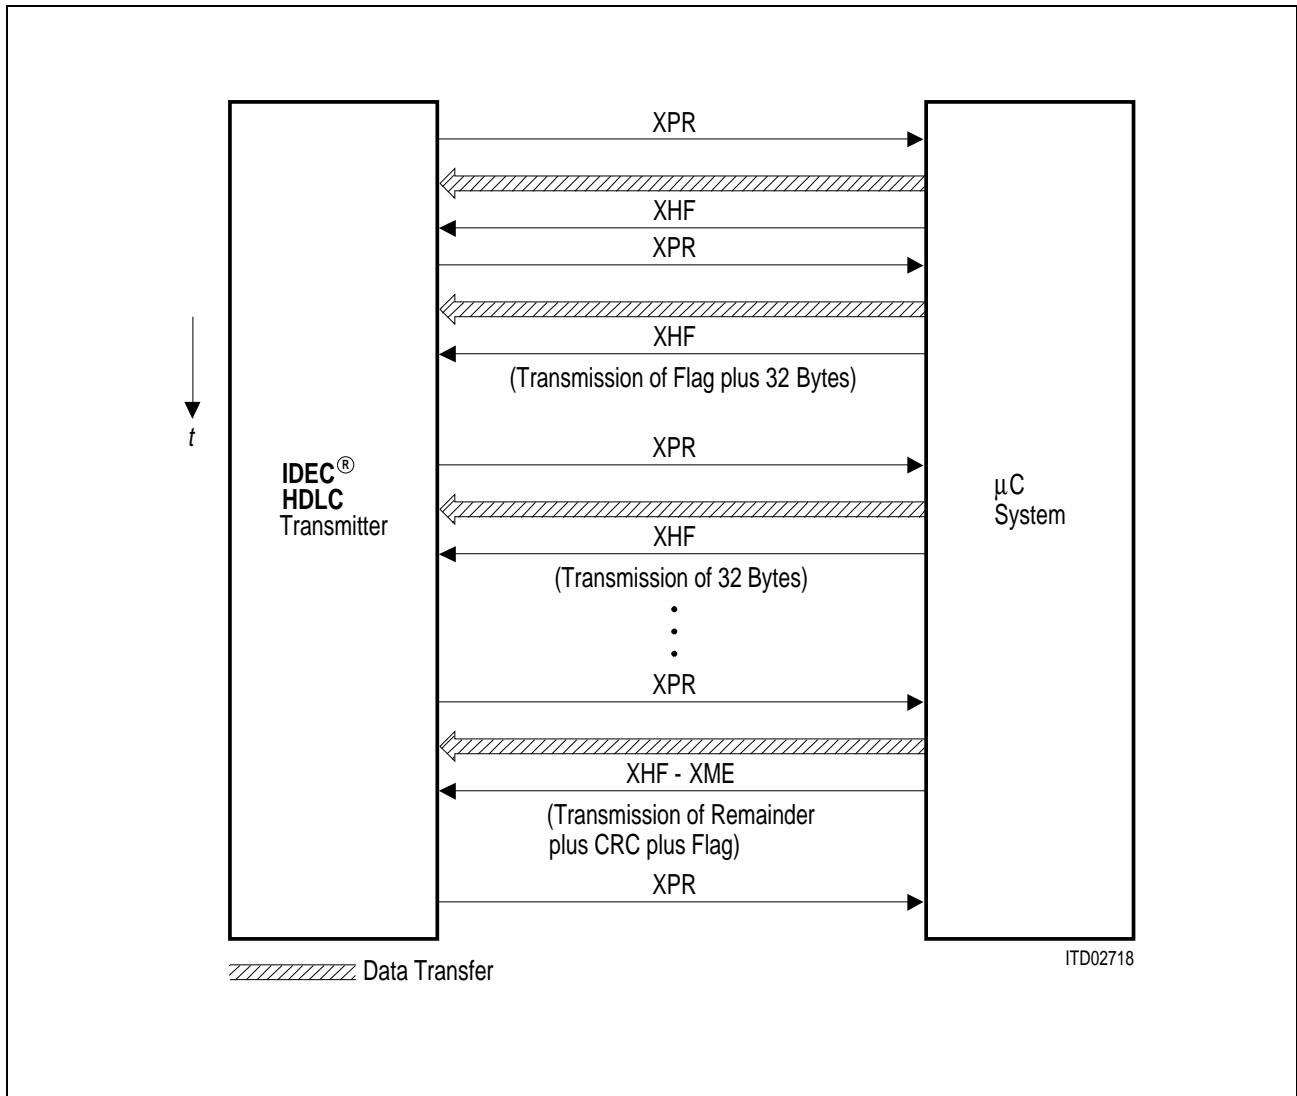 XPR
XHF
XPR
XHF
(Transmission of Flag plus 32 Bytes)
t
XPR
IDEC®
HDLC
Transmitter
μC
System
XHF
(Transmission of 32 Bytes)
XPR
XHF - XME
(Transmission of Remainder
plus CRC plus Flag)
XPR
ITD02718
Data Transfer